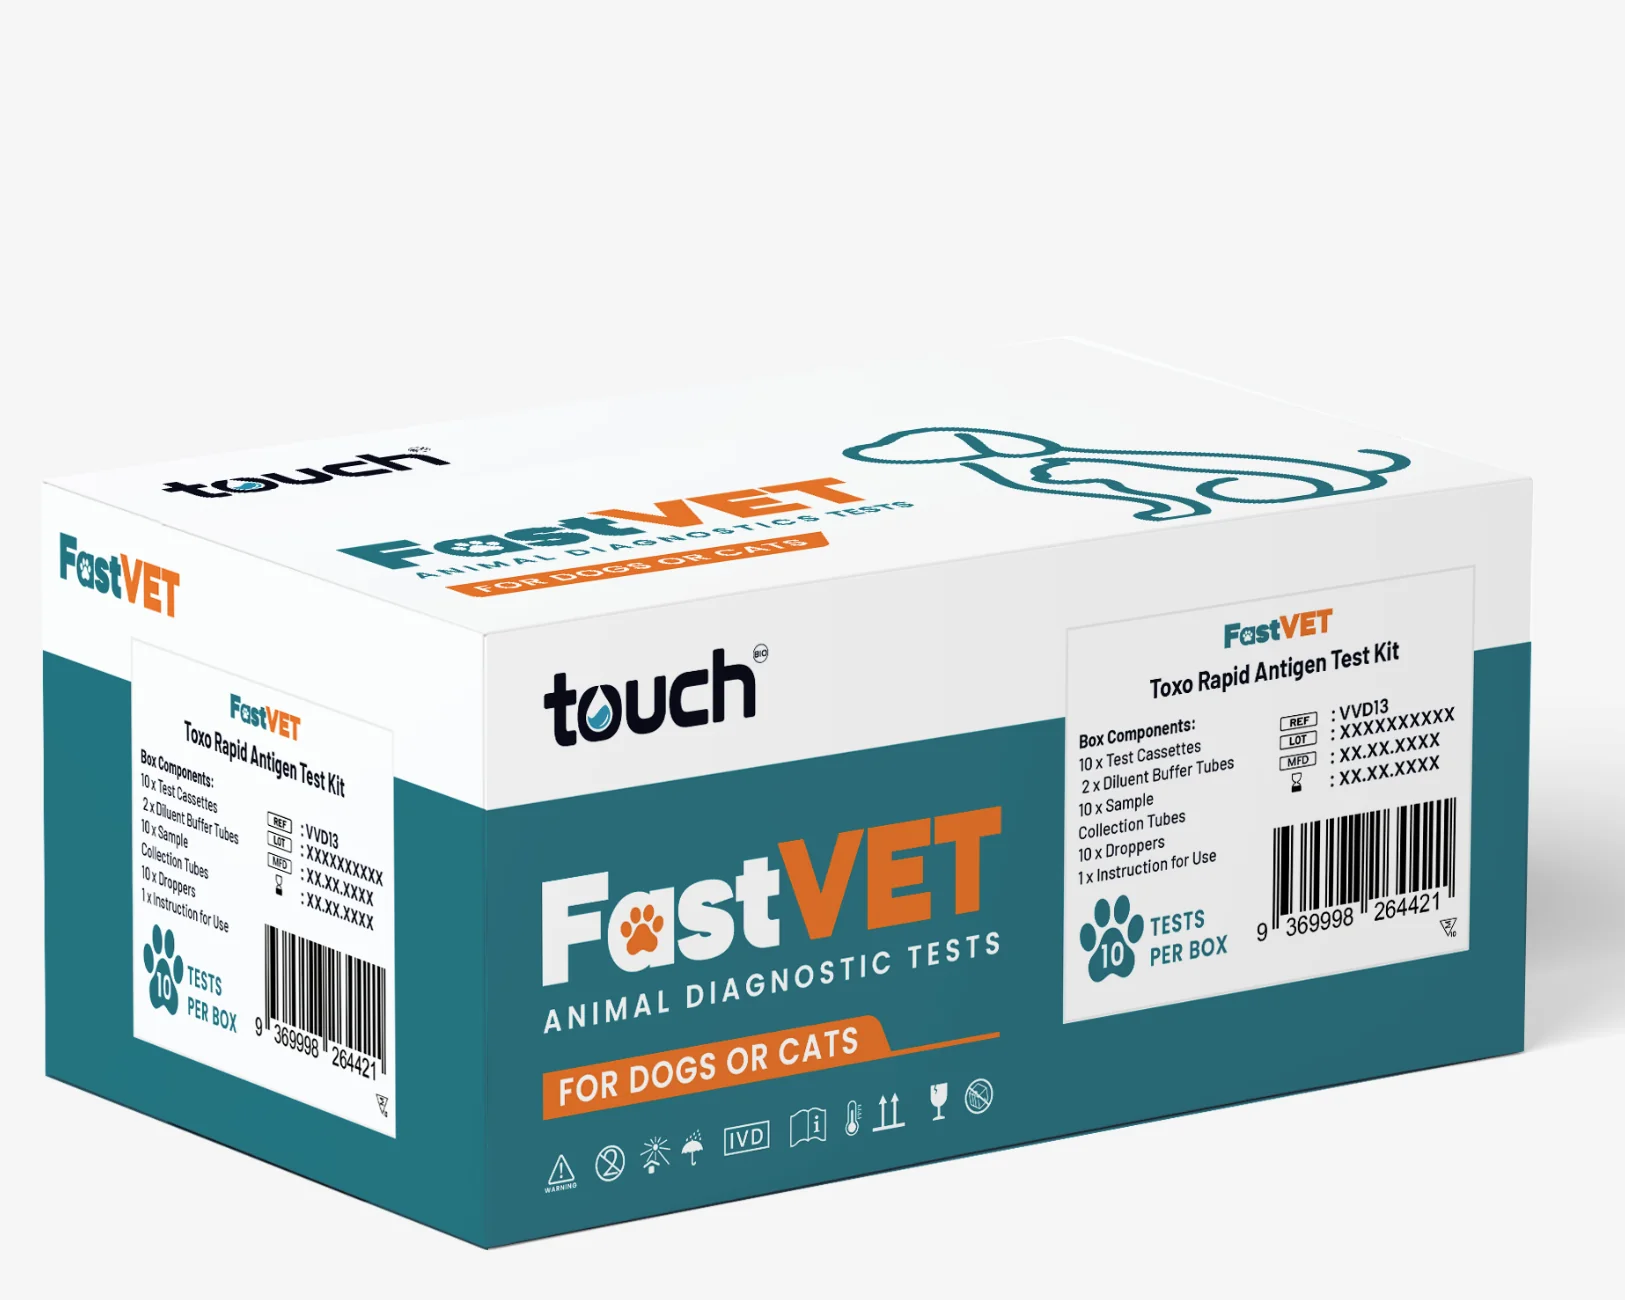 touch
FastVET
ANIMAL DIAGNOSTICS TESTS
FOR DOGS OR CATS
FastVET
FastVET
Toxo Rapid Antigen Test Kit
Box Components:
10 x Test Cassettes
2 x Diluent Buffer Tubes
10 x Sample
Collection Tubes
10 x Droppers
1 x Instruction for Use
REF : VVD13
LOT : XXXXXXXXXX
MFD : XX.XX.XXXX
: XX.XX.XXXX
10
TESTS
PER BOX
9 369998 264421
touch BIO
FastVET
ANIMAL DIAGNOSTIC TESTS
FOR DOGS OR CATS
WARNING
2
IVD
i
FastVET
Toxo Rapid Antigen Test Kit
Box Components:
10 x Test Cassettes
2 x Diluent Buffer Tubes
10 x Sample
Collection Tubes
10 x Droppers
1 x Instruction for Use
REF : VVD13
LOT : XXXXXXXXXX
MFD : XX.XX.XXXX
: XX.XX.XXXX
10
TESTS
PER BOX
9 369998 264421